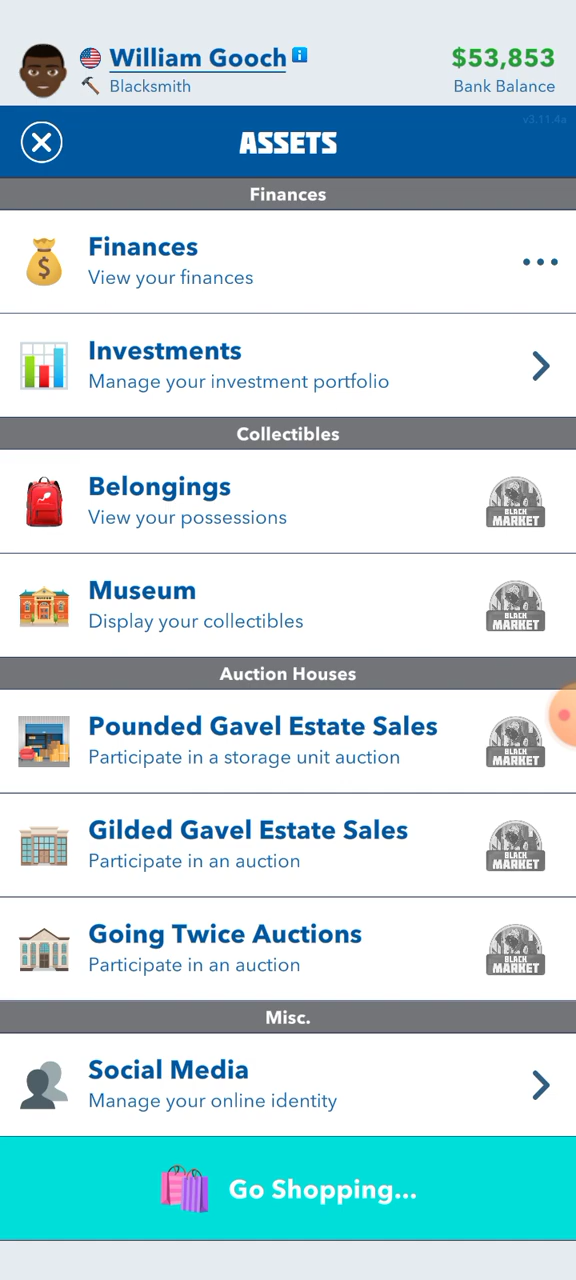 William Gooch
$53,853
Blacksmith
Bank Balance
v3.11.4a
ASSETS
Finances
Finances
View your finances
Investments
Manage your investment portfolio
Collectibles
Belongings
View your possessions
BLACK
MARKET
Museum
Display your collectibles
BLACK
MARKET
Auction Houses
Pounded Gavel Estate Sales
Participate in a storage unit auction
BLACK
MARKET
Gilded Gavel Estate Sales
Participate in an auction
BLACK
MARKET
Going Twice Auctions
Participate in an auction
BLACK
MARKET
Misc.
Social Media
Manage your online identity
Go Shopping...